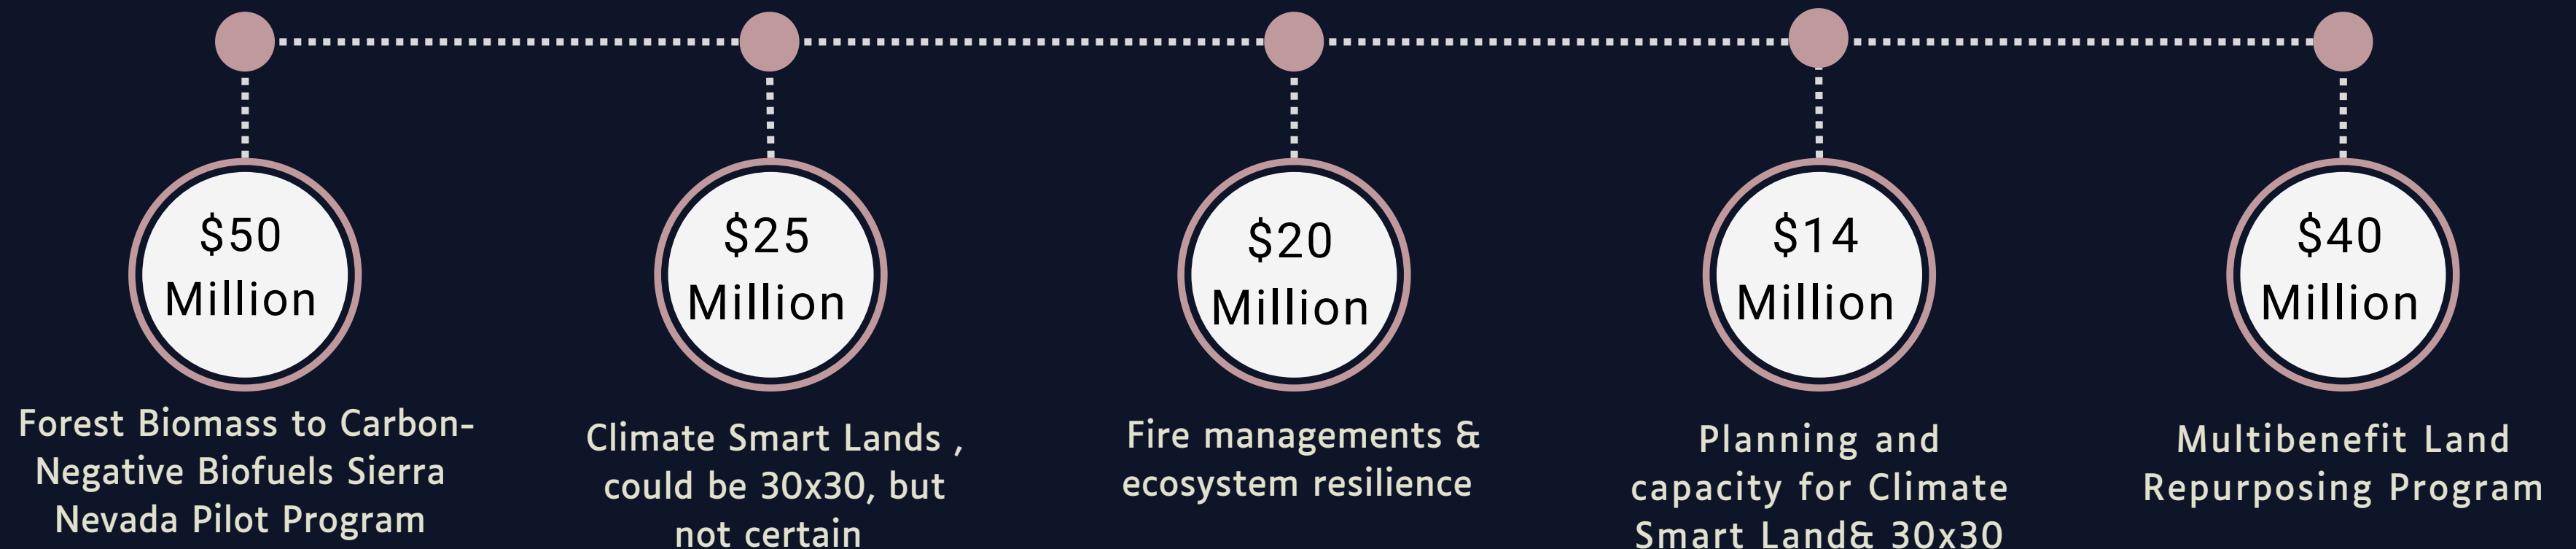 $50
Million
Forest Biomass to Carbon-
Negative Biofuels Sierra
Nevada Pilot Program
$25
Million
Climate Smart Lands ,
could be 30x30, but
not certain
$20
Million
Fire managements &
ecosystem resilience
$14
Million
Planning and
capacity for Climate
Smart Land& 30x30
$40
Million
Multibenefit Land
Repurposing Program